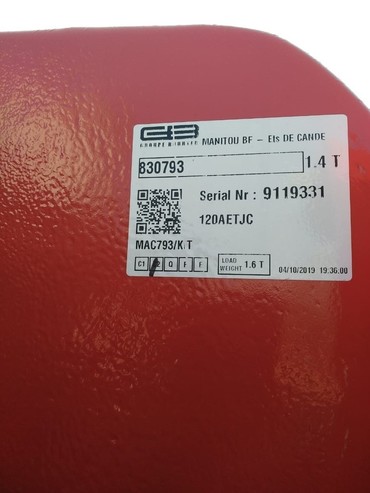 MANITOU BF - Ets DE CANDE
830793 1.4 T
Serial Nr : 9119331
120AETJC
MAC793/K/T
C1 Q F F LOAD WEIGHT 1.6 T 04/10/2019 19:36:00